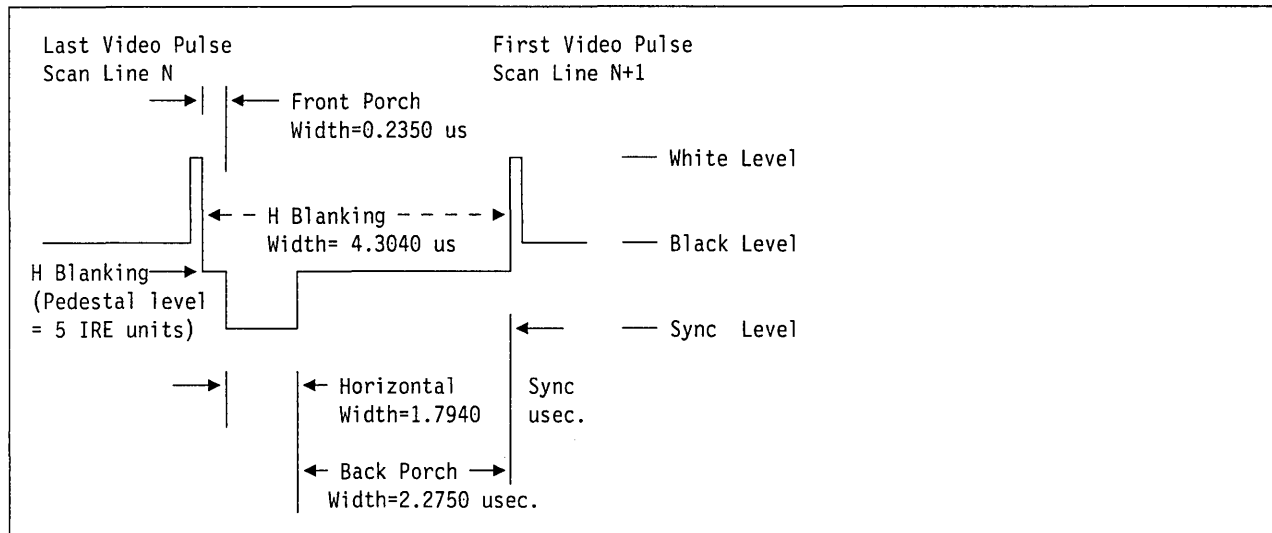 Last Video Pulse
Scan Line N
First Video Pulse
Scan Line N+1
Front Porch
Width=0.2350 us
White Level
H Blanking
Width= 4.3040 us
Black Level
H Blanking
(Pedestal level
= 5 IRE units)
Sync Level
Horizontal Sync
Width=1.7940 usec.
Back Porch
Width=2.2750 usec.